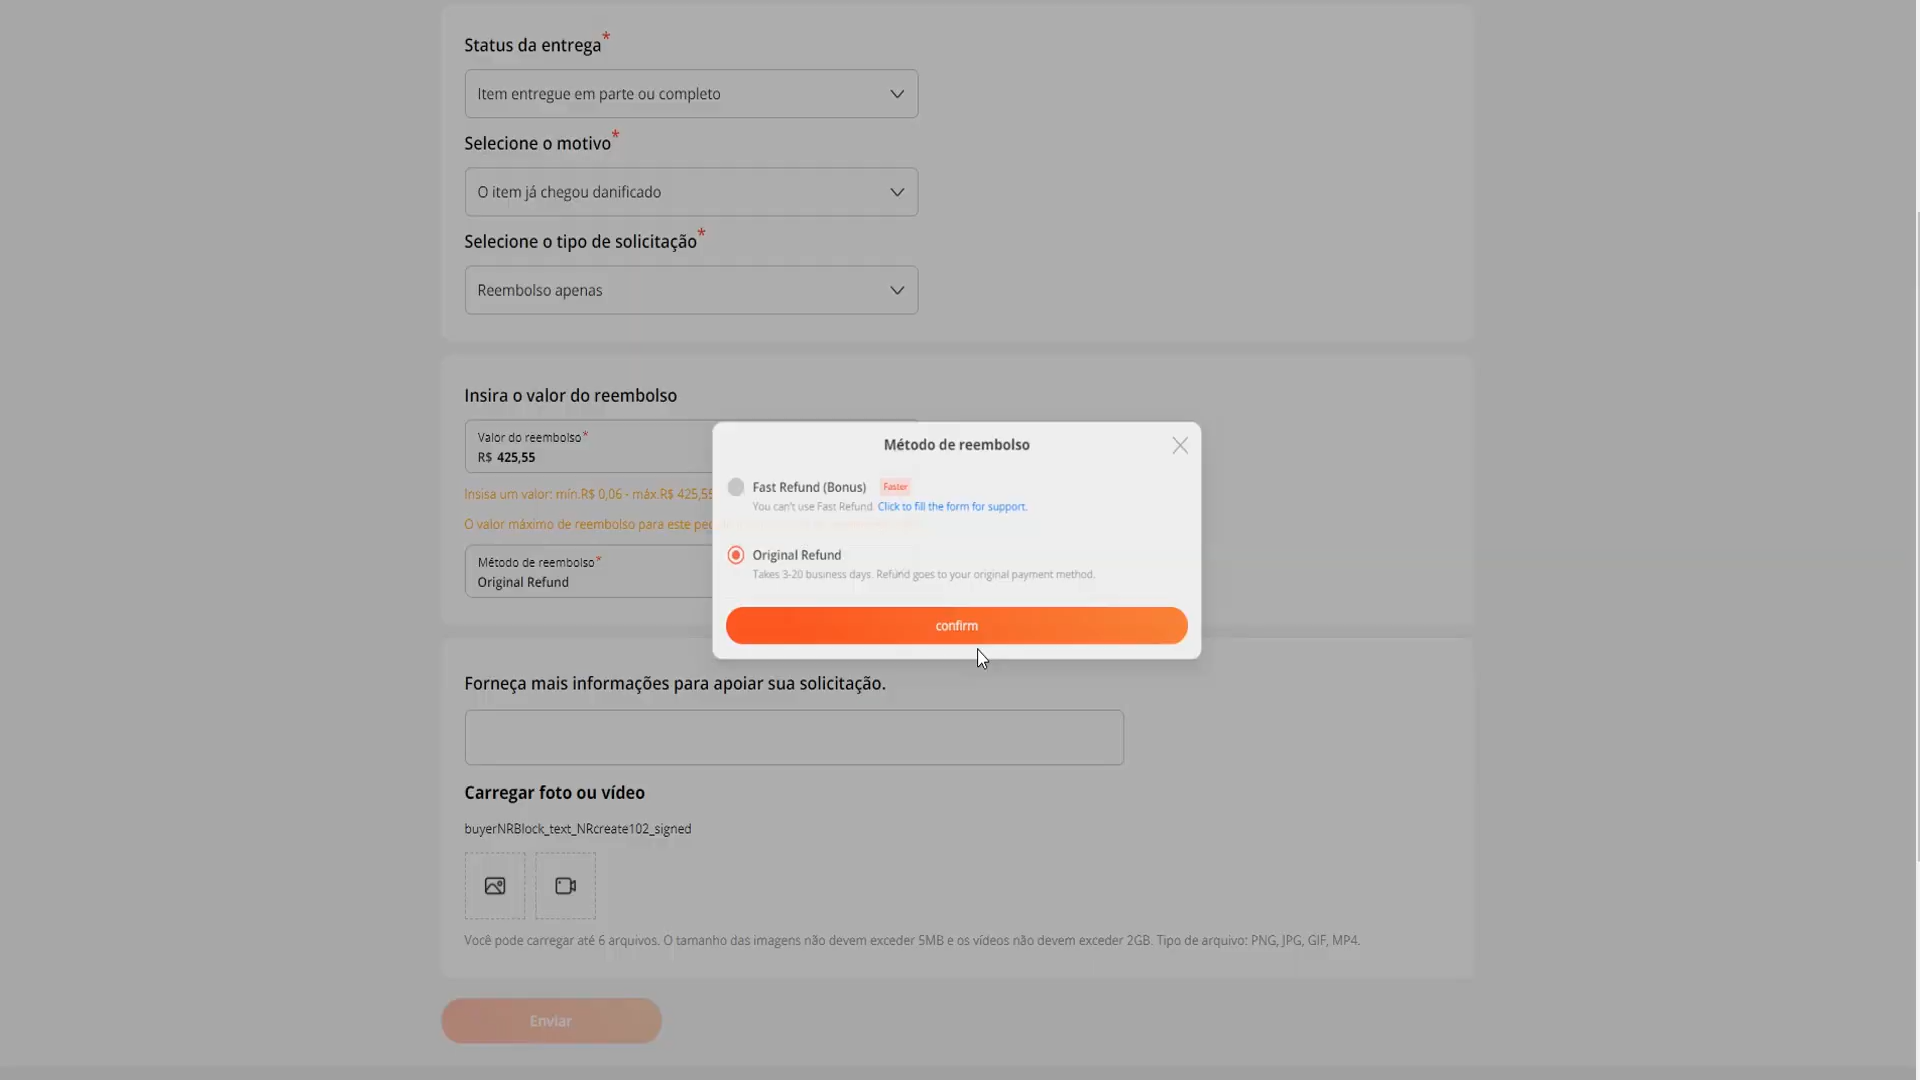 Status da entrega*
Item entregue em parte ou completo
Selecione o motivo*
O item já chegou danificado
Selecione o tipo de solicitação*
Reembolso apenas
Insira o valor do reembolso
Valor do reembolso*
R$ 425,55
Insisa um valor: mín.R$ 0,06 - máx.R$ 425,55
O valor máximo de reembolso para este
Método de reembolso*
Original Refund
Método de reembolso
Fast Refund (Bonus) Faster
You can't use Fast Refund. Click to fill the form for support.
Original Refund
Takes 3-20 business days. Refund goes to your original payment method.
confirm
Forneça mais informações para apoiar sua solicitação.
Carregar foto ou vídeo
buyerNRBlock_text_NRcreate102_signed
Você pode carregar até 6 arquivos. O tamanho das imagens não devem exceder 5MB e os vídeos não devem exceder 2GB. Tipo de arquivo: PNG, JPG, GIF, MP4.
Enviar